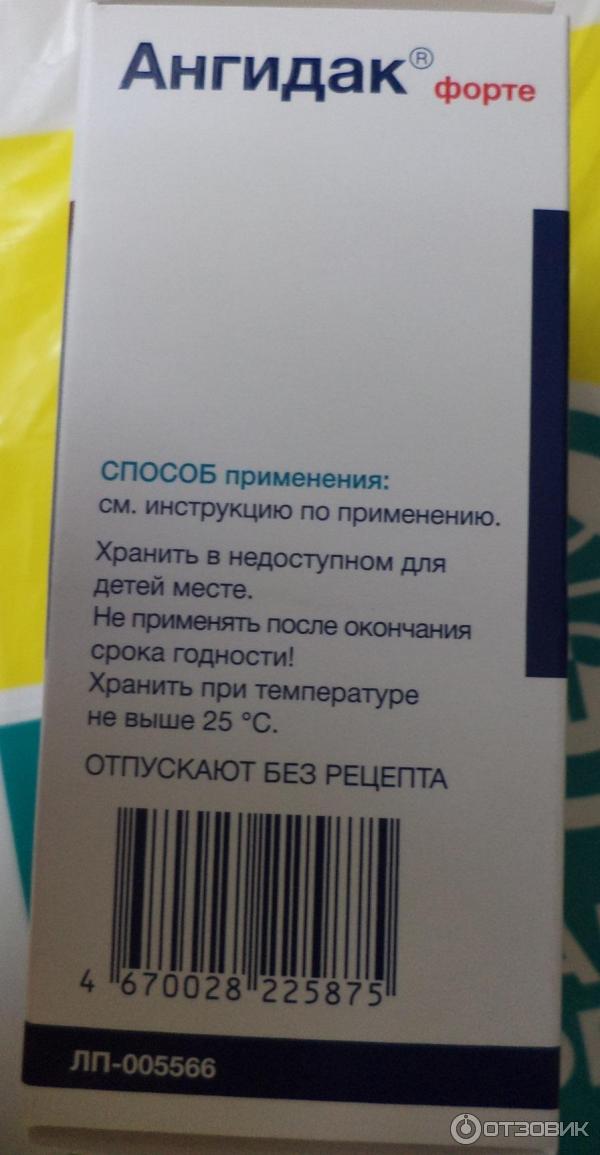 Ангидак® форте
СПОСОБ применения:
см. инструкцию по применению.
Хранить в недоступном для
детей месте.
Не применять после окончания
срока годности!
Хранить при температуре
не выше 25 °C.
ОТПУСКАЮТ БЕЗ РЕЦЕПТА
4 670028 225875
ЛП-005566
ОТЗОВИК